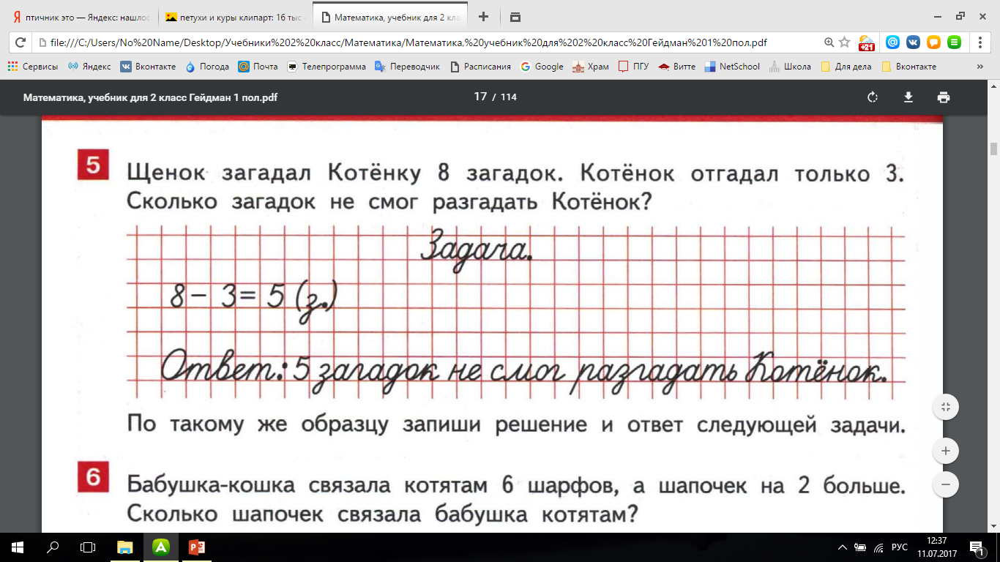 птичник это — Яндекс: нашлос
петухи и куры клипарт: 16 тыс
Математика, учебник для 2 кла
file:///C:/Users/No%20Name/Desktop/Учебники%202%20класс/Математика/Математика,%20учебник%20для%202%20класс%20Гейдман%201%20пол.pdf
+21
Сервисы Яндекс Вконтакте Погода Почта Телепрограмма Переводчик Расписания Google Храм ПГУ Витте NetSchool Школа Для дела Вконтакте »
Математика, учебник для 2 класс Гейдман 1 пол.pdf 17 / 114
5 Щенок загадал Котёнку 8 загадок. Котёнок отгадал только 3.
Сколько загадок не смог разгадать Котёнок?
Задача.
8 – 3 = 5 (з.)
Ответ: 5 загадок не смог разгадать Котёнок.
По такому же образцу запиши решение и ответ следующей задачи.
6 Бабушка-кошка связала котятам 6 шарфов, а шапочек на 2 больше.
Сколько шапочек связала бабушка котятам?
РУС 12:37
11.07.2017 1